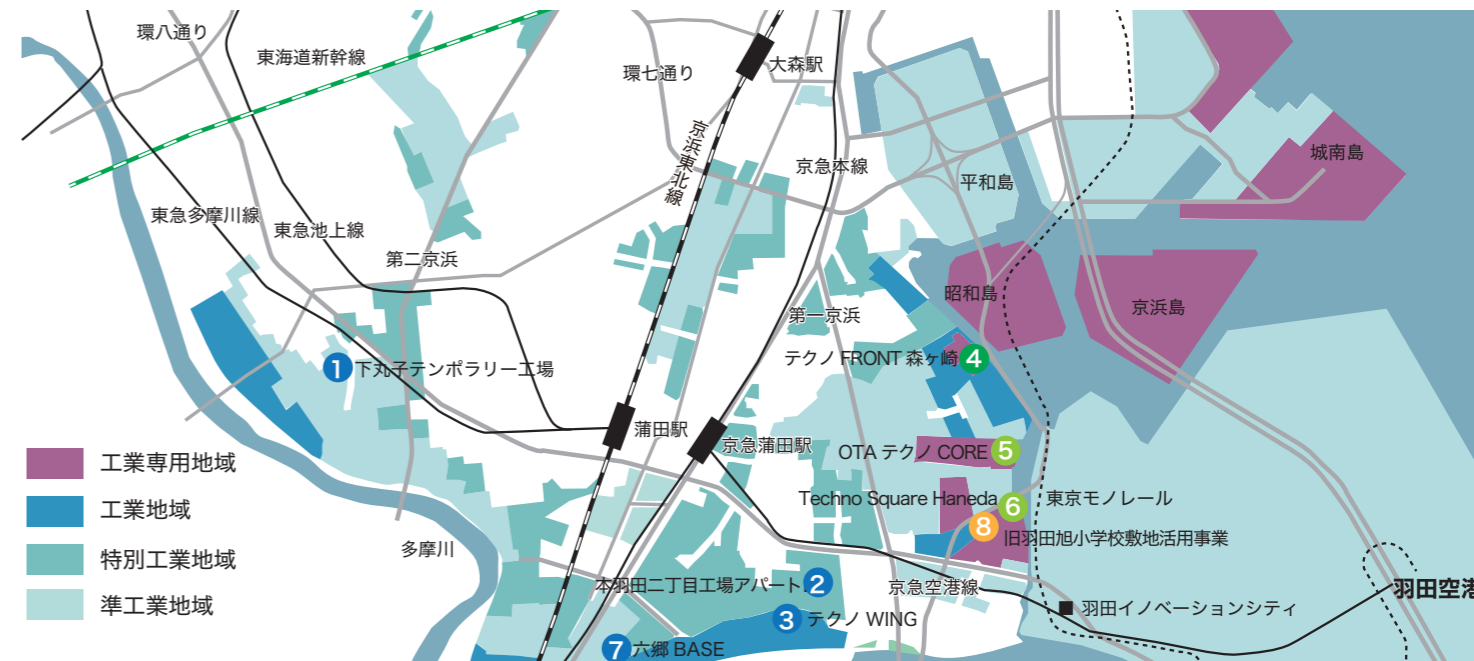 環八通り
東海道新幹線
環七通り
大森駅
京浜東北線
京急本線
平和島
城南島
東急多摩川線
東急池上線
第二京浜
昭和島
京浜島
第一京浜
テクノ FRONT 森ヶ崎 4
1 下丸子テンポラリー工場
蒲田駅
京急蒲田駅
OTA テクノ CORE 5
工業専用地域
工業地域
特別工業地域
準工業地域
Techno Square Haneda 6
東京モノレール
8 旧羽田旭小学校敷地活用事業
多摩川
本羽田二丁目工場アパート 2
京急空港線
羽田空港
3 テクノ WING
羽田イノベーションシティ
7 六郷 BASE